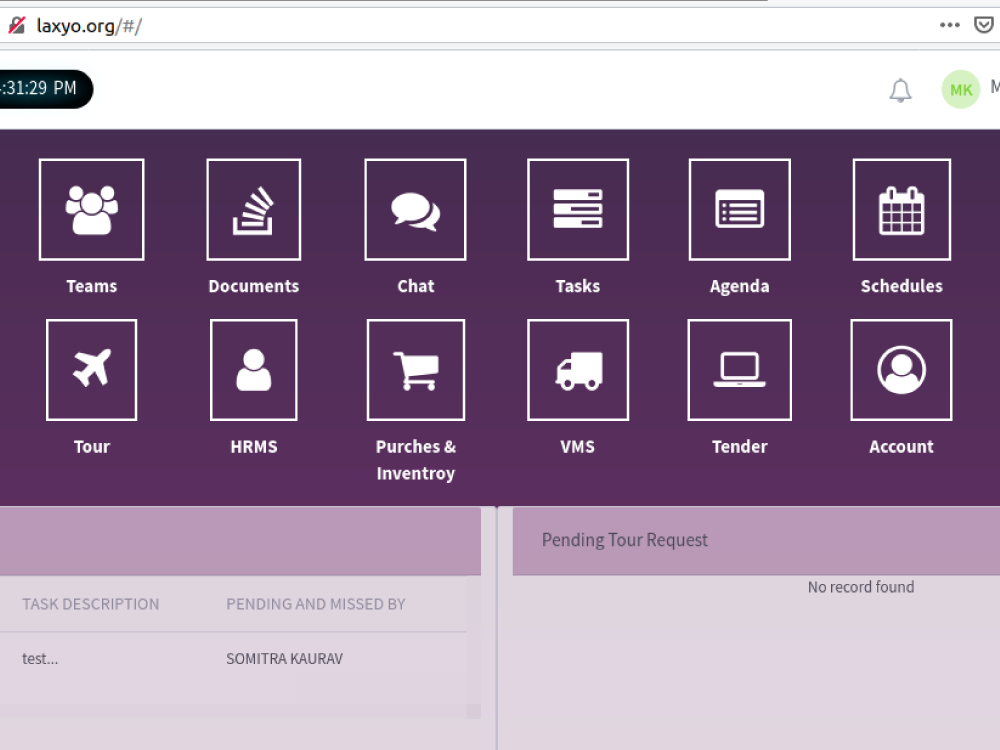 laxyo.org/#/
:31:29 PM
MK
Teams
Documents
Chat
Tasks
Agenda
Schedules
Tour
HRMS
Purches &
Inventroy
VMS
Tender
Account
Pending Tour Request
No record found
TASK DESCRIPTION
PENDING AND MISSED BY
test...
SOMITRA KAURAV